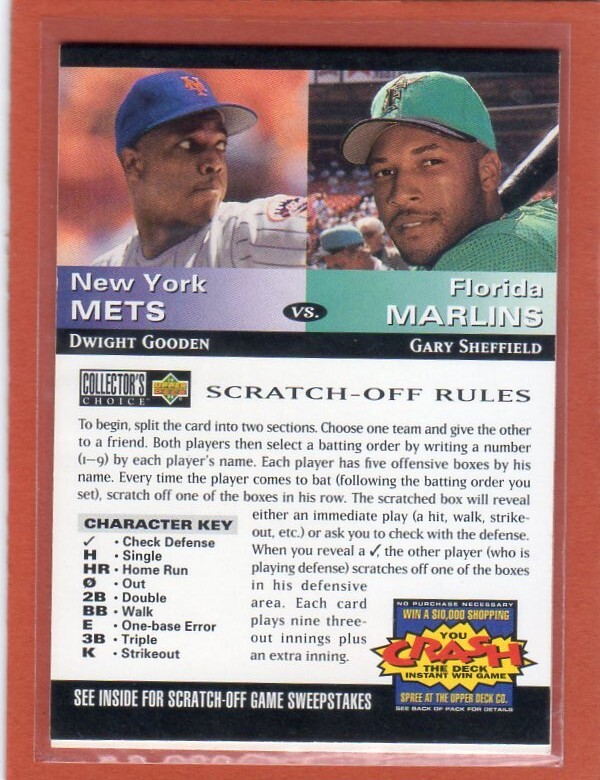 New York
METS
vs.
Florida
MARLINS
DWIGHT GOODEN
GARY SHEFFIELD
COLLECTOR'S
CHOICE
UPPER
DECK
SCRATCH-OFF RULES
To begin, split the card into two sections. Choose one team and give the other
to a friend. Both players then select a batting order by writing a number
(1–9) by each player's name. Each player has five offensive boxes by his
name. Every time the player comes to bat (following the batting order you
set), scratch off one of the boxes in his row. The scratched box will reveal
either an immediate play (a hit, walk, strike-
out, etc.) or ask you to check with the defense.
When you reveal a ✓, the other player (who is
playing defense) scratches off one of the boxes
in his defensive
area. Each card
plays nine three-
out innings plus
an extra inning.
CHARACTER KEY
✓ • Check Defense
H • Single
HR • Home Run
Ø • Out
2B • Double
BB • Walk
E • One-base Error
3B • Triple
K • Strikeout
NO PURCHASE NECESSARY
WIN A $10,000 SHOPPING
YOU
CRASH
THE DECK
INSTANT WIN GAME
SPREE AT THE UPPER DECK CO.
SEE BACK OF PACK FOR DETAILS
SEE INSIDE FOR SCRATCH-OFF GAME SWEEPSTAKES